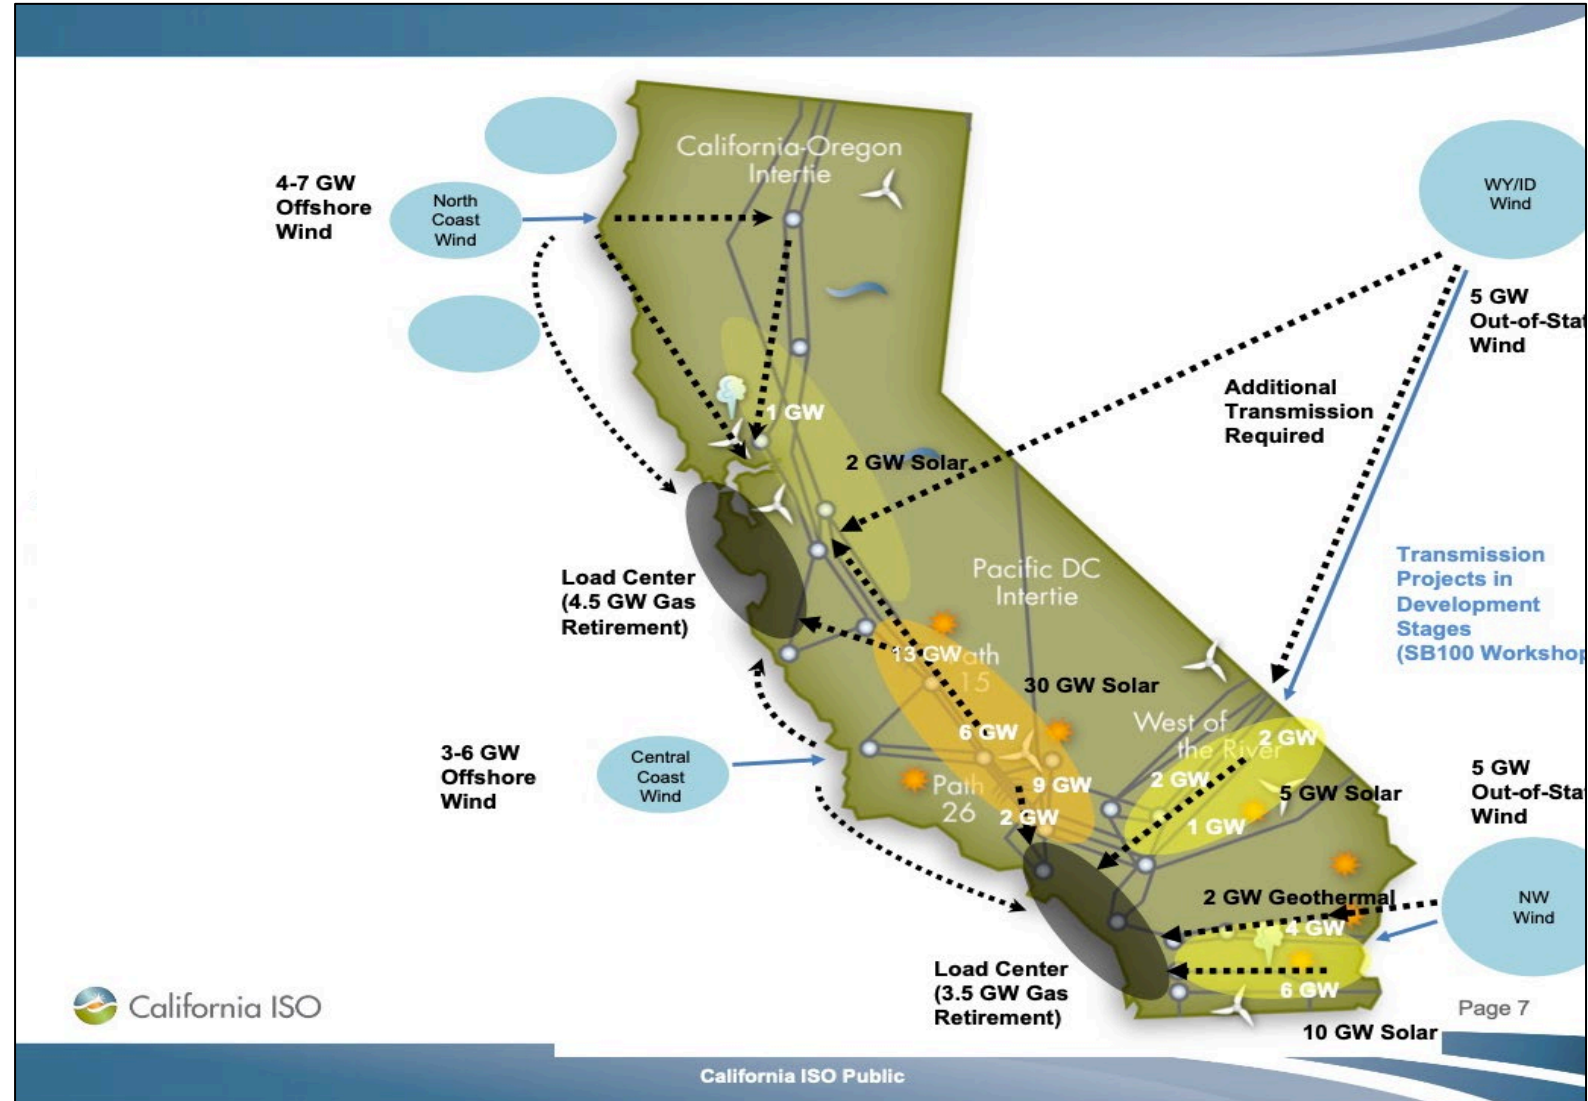 California-Oregon
Intertie
4-7 GW
Offshore
Wind
North
Coast
Wind
WY/ID
Wind
5 GW
Out-of-Stat
Wind
Additional
Transmission
Required
1 GW
2 GW Solar
Transmission
Projects in
Development
Stages
(SB100 Workshop
Pacific DC
Intertie
Load Center
(4.5 GW Gas
Retirement)
13 GW
Path
15
30 GW Solar
6 GW
West of
the River
2 GW
2 GW
3-6 GW
Offshore
Wind
Central
Coast
Wind
9 GW
Path
26
2 GW
5 GW Solar
1 GW
5 GW
Out-of-Stat
Wind
2 GW Geothermal
NW
Wind
4 GW
Load Center
(3.5 GW Gas
Retirement)
6 GW
California ISO
Page 7
10 GW Solar
California ISO Public